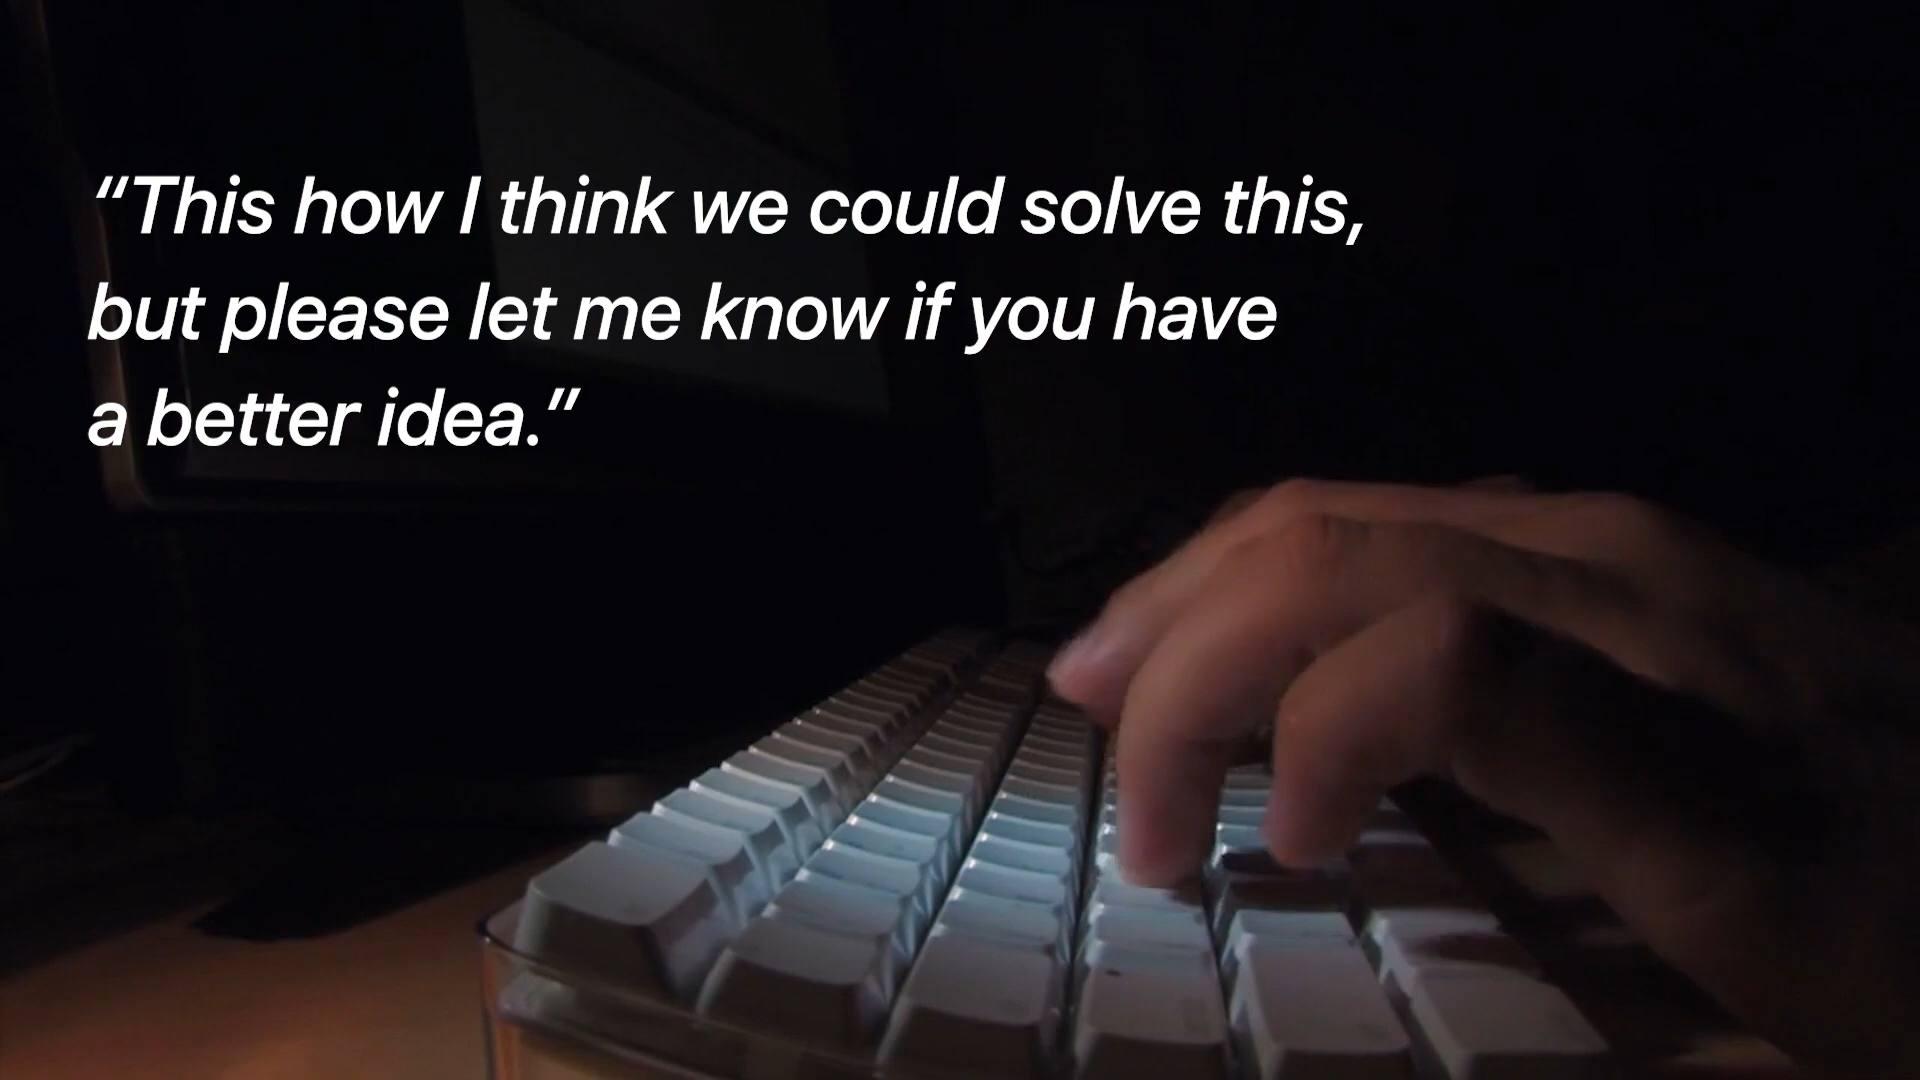 “This how I think we could solve this,
but please let me know if you have
a better idea.”